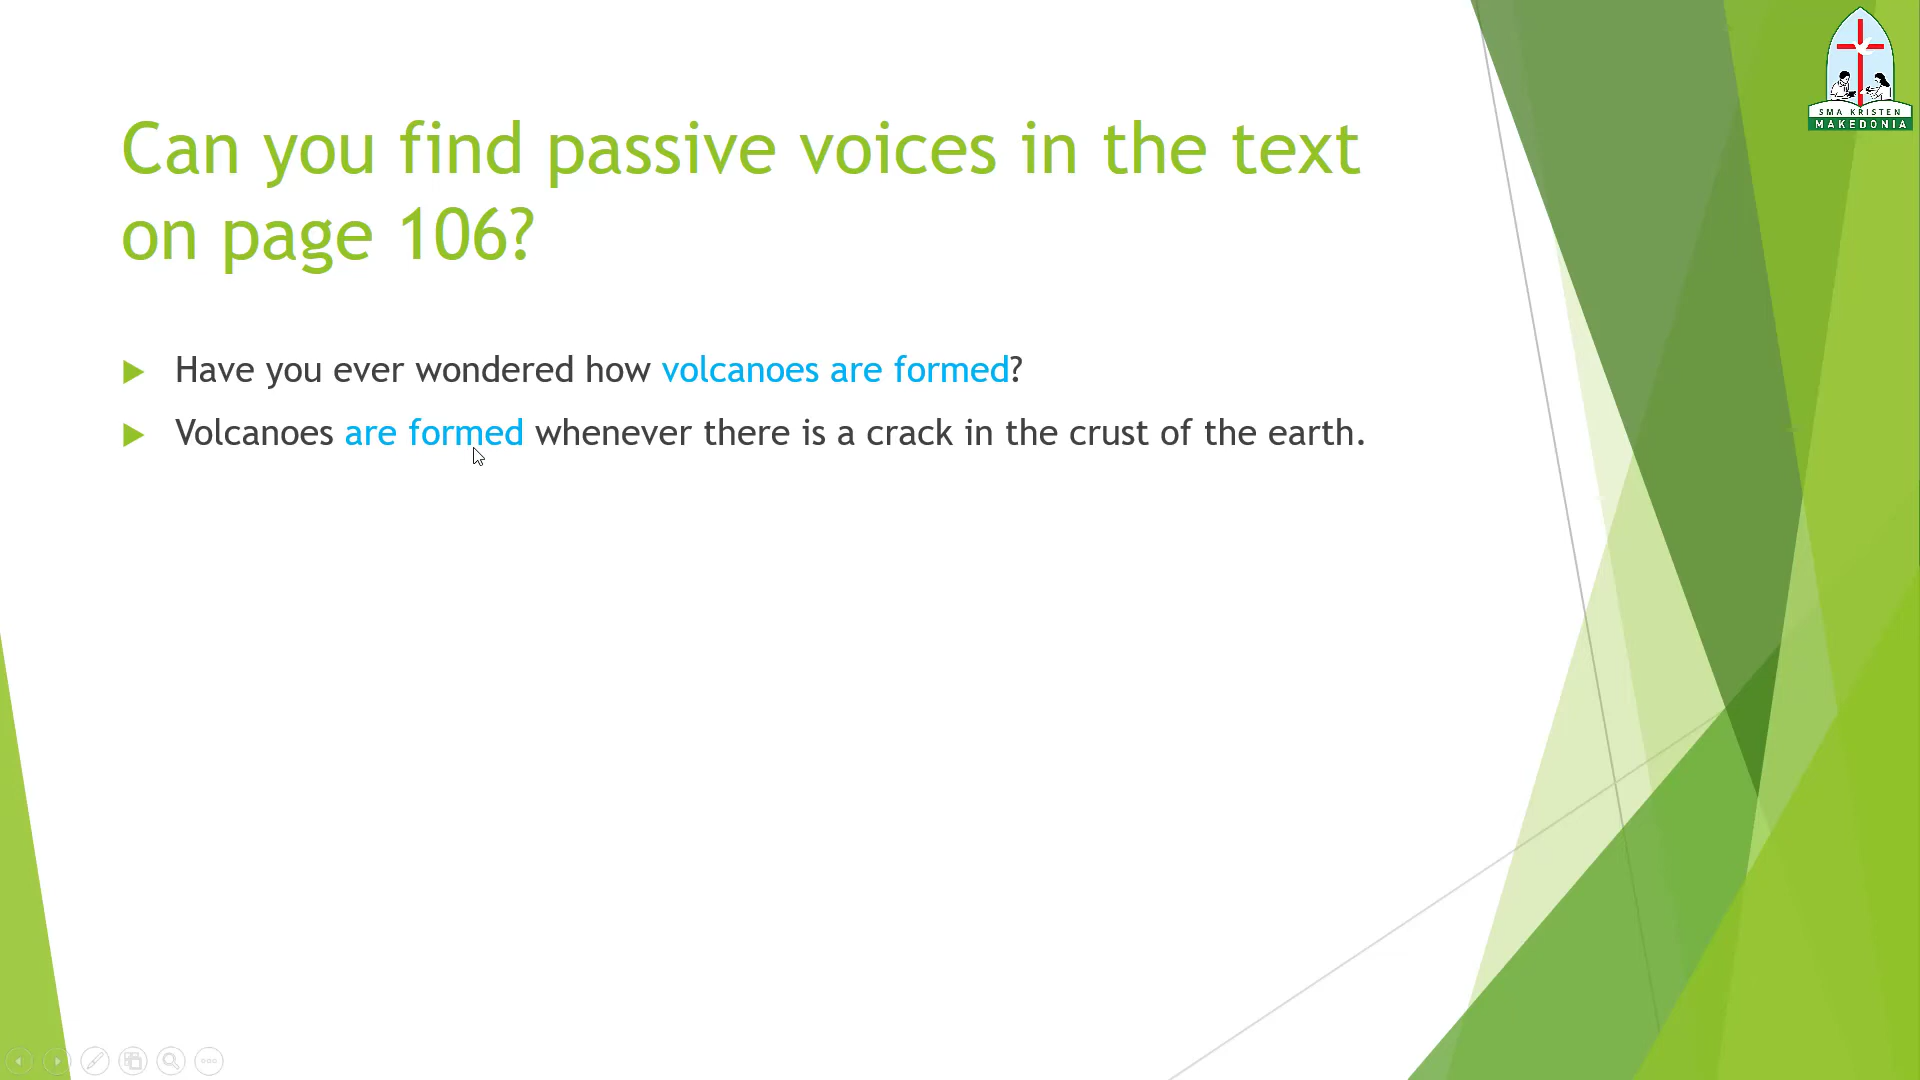 SMA KRISTEN
MAKEDONIA
Can you find passive voices in the text
on page 106?
Have you ever wondered how volcanoes are formed?
Volcanoes are formed whenever there is a crack in the crust of the earth.